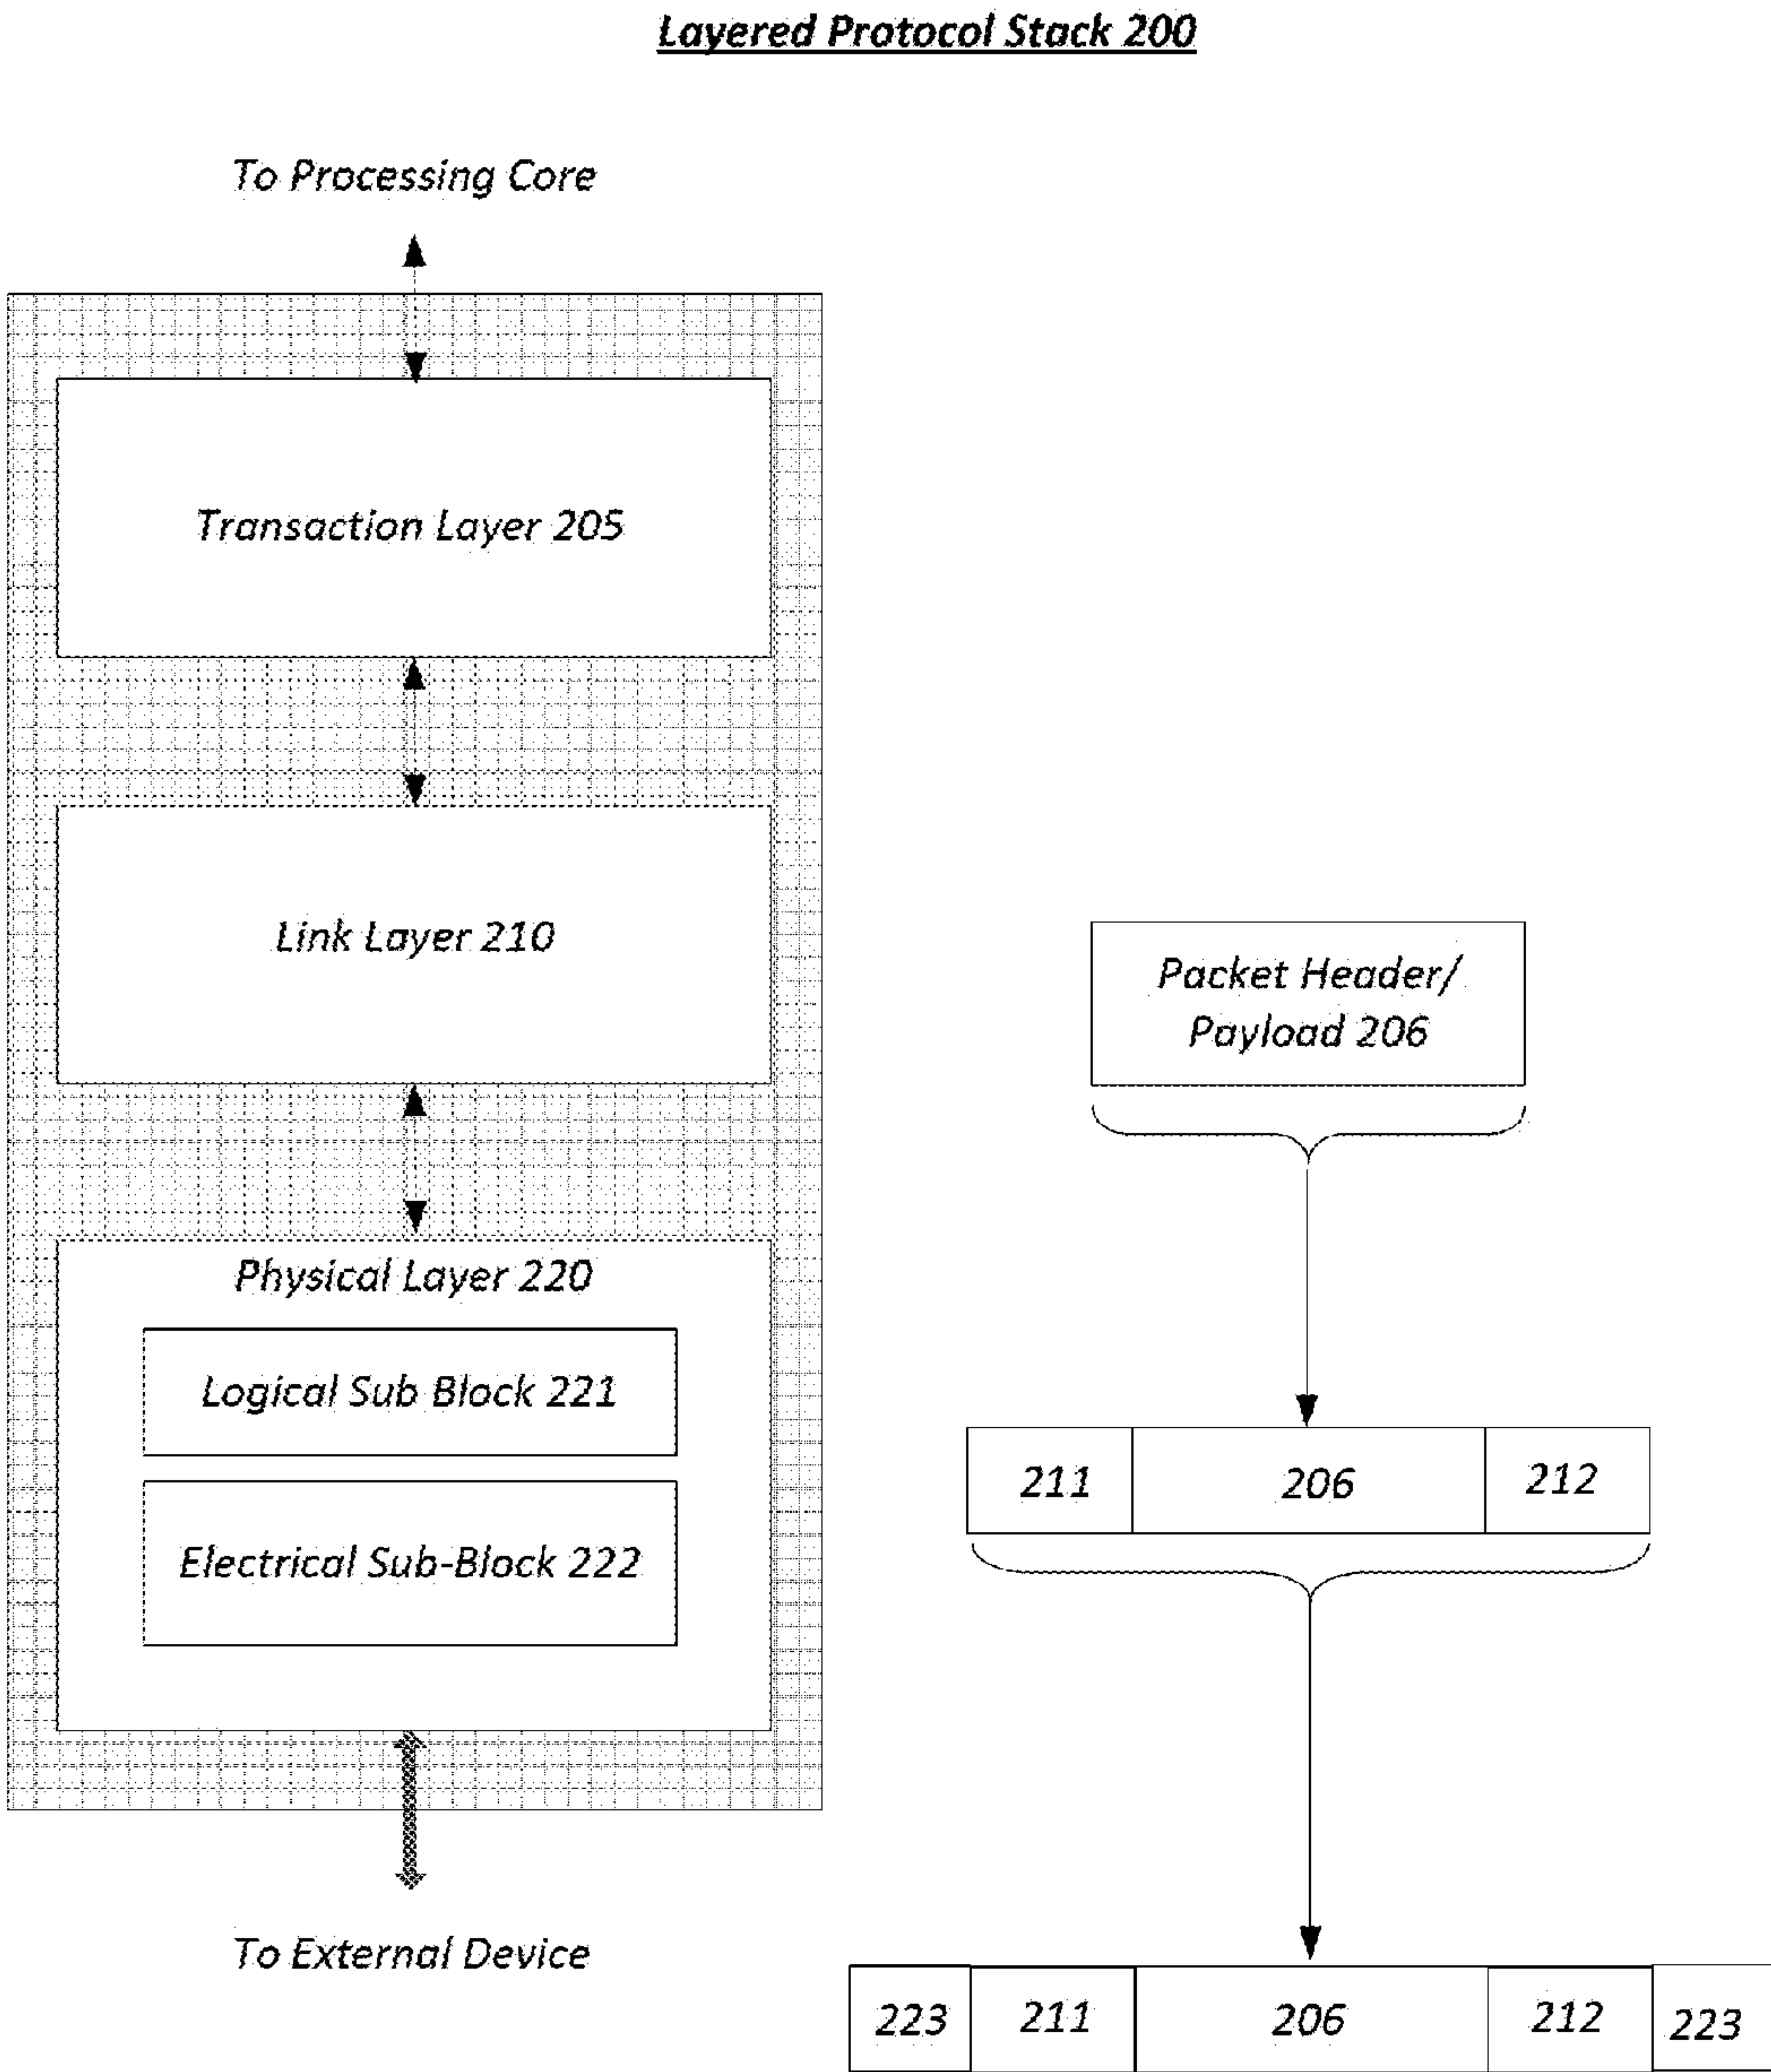 Layered Protocol Stack 200
To Processing Core
Transaction Layer 205
Link Layer 210
Packet Header/
Payload 206
Physical Layer 220
Logical Sub Block 221
Electrical Sub-Block 222
211 206 212
To External Device
223 211 206 212 223